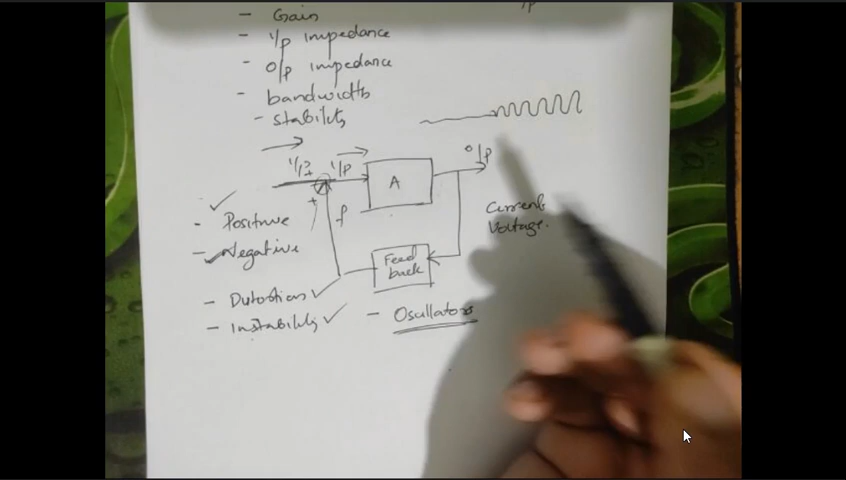 - Gain
- I/p impedance
- O/p impedance
- bandwidth
- stability
I/p
+
I/p
A
O/p
+
β
Current
Voltage.
- Positive
- Negative
Feed
back
- Distortion
- Instability
- Oscillators